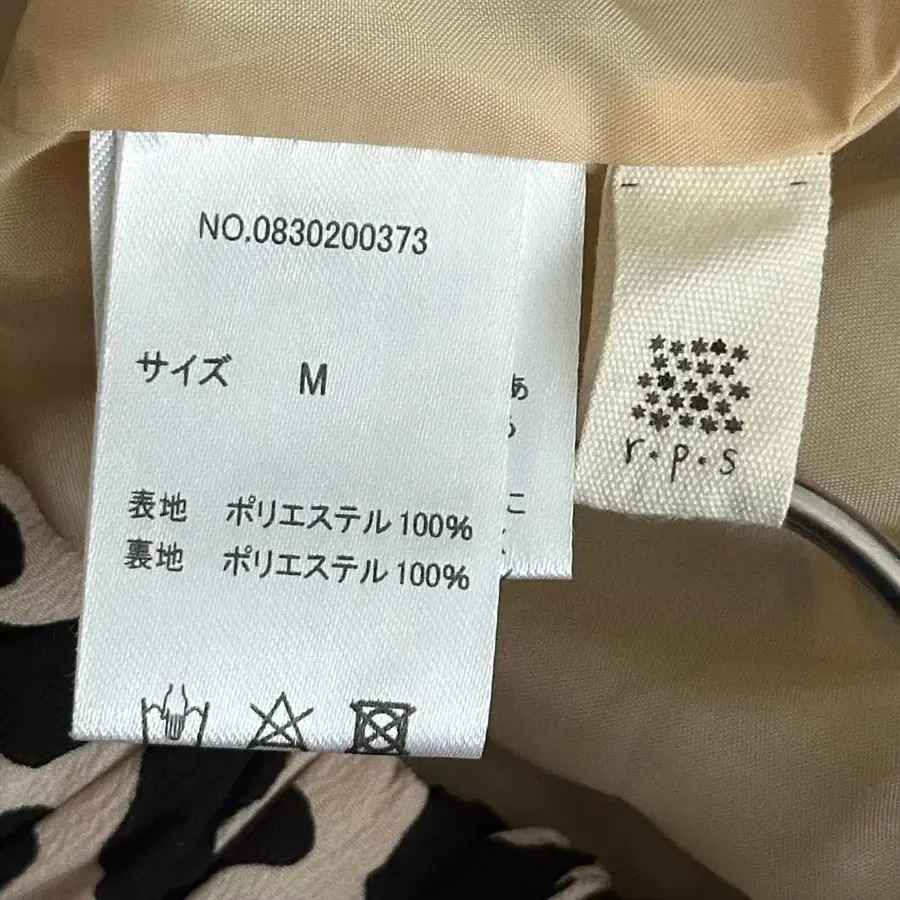 NO.0830200373
サイズ M
表地 ポリエステル 100%
裏地 ポリエステル 100%
r.p.s